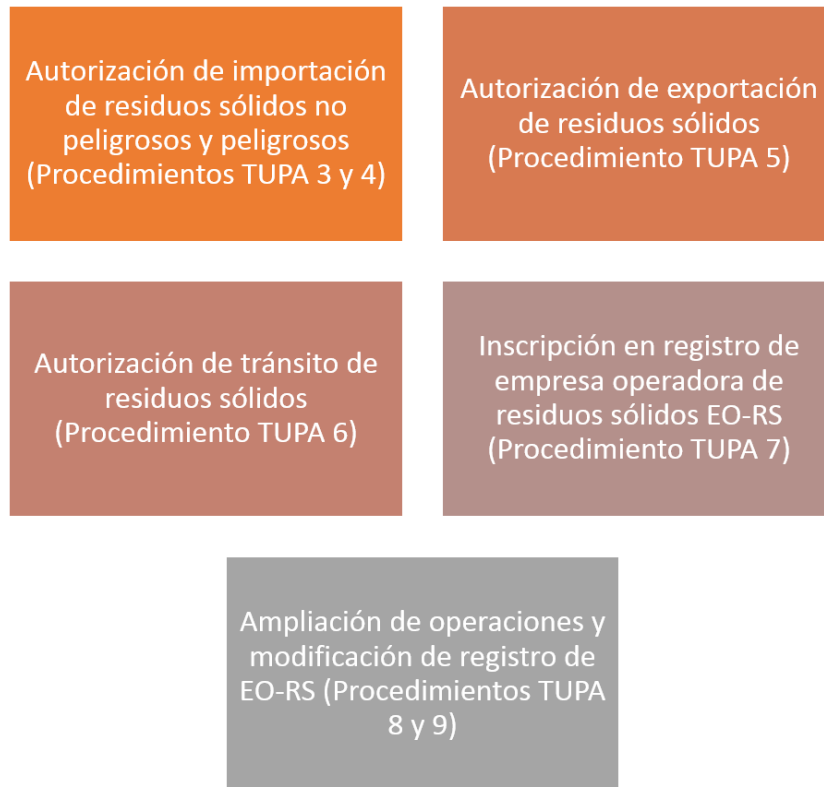 Autorización de importación
de residuos sólidos no
peligrosos y peligrosos
(Procedimientos TUPA 3 y 4)
Autorización de exportación
de residuos sólidos
(Procedimiento TUPA 5)
Autorización de tránsito de
residuos sólidos
(Procedimiento TUPA 6)
Inscripción en registro de
empresa operadora de
residuos sólidos EO-RS
(Procedimiento TUPA 7)
Ampliación de operaciones y
modificación de registro de
EO-RS (Procedimientos TUPA
8 y 9)